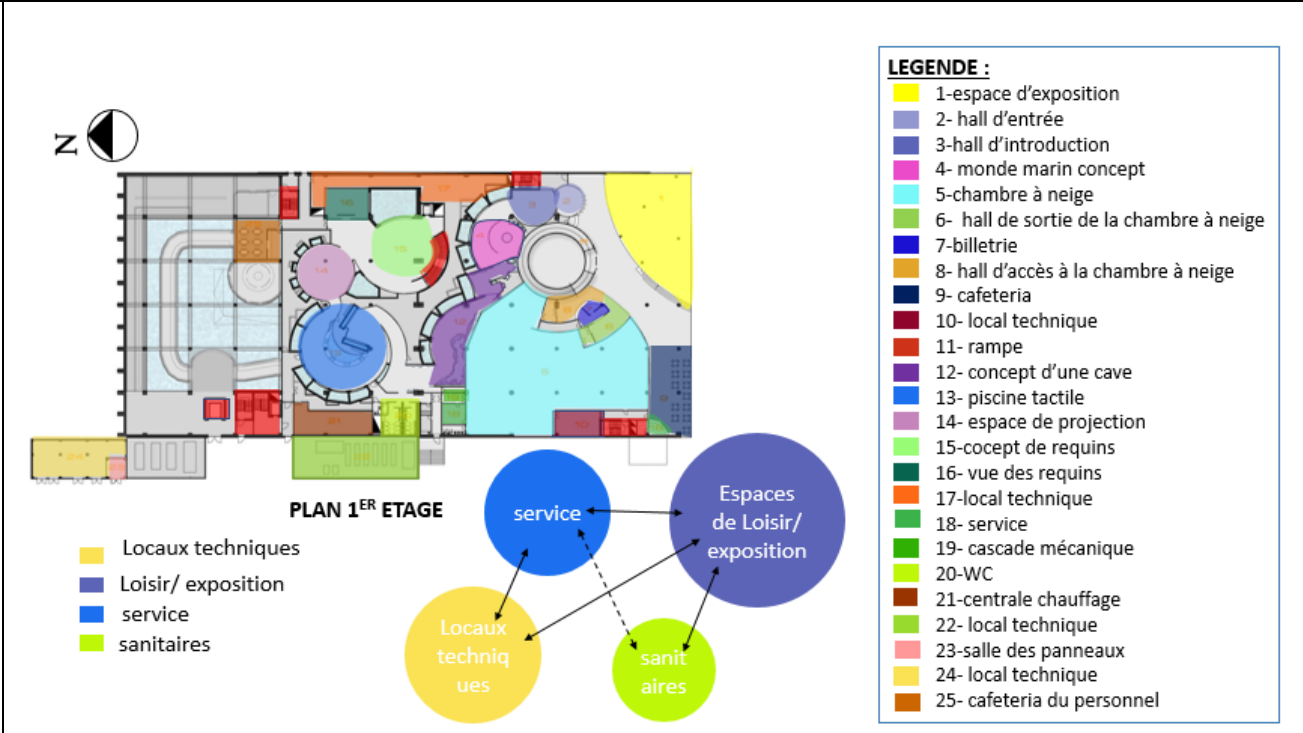 N
PLAN 1ER ETAGE
Locaux techniques
Loisir/ exposition
service
sanitaires
service
Espaces
de Loisir/
exposition
Locaux
techniq
ues
sanit
aires
LEGENDE :
1-espace d’exposition
2- hall d’entrée
3-hall d’introduction
4- monde marin concept
5-chambre à neige
6- hall de sortie de la chambre à neige
7-billetrie
8- hall d’accès à la chambre à neige
9- cafeteria
10- local technique
11- rampe
12- concept d’une cave
13- piscine tactile
14- espace de projection
15-cocept de requins
16- vue des requins
17-local technique
18- service
19- cascade mécanique
20-WC
21-centrale chauffage
22- local technique
23-salle des panneaux
24- local technique
25- cafeteria du personnel